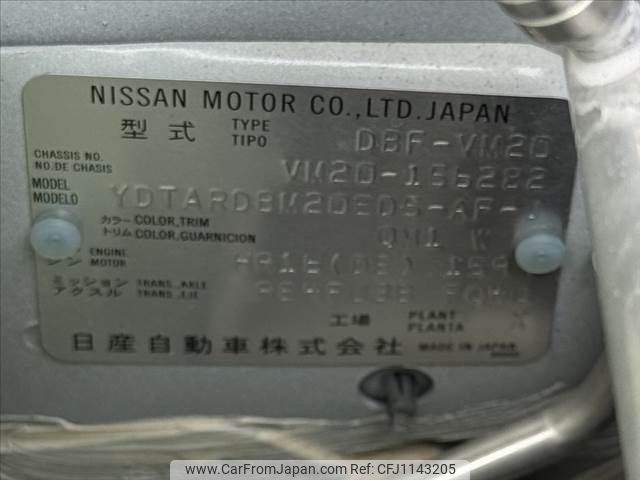 NISSAN MOTOR CO.,LTD.JAPAN
型式 TYPE TIPO DBF-VM20
CHASSIS NO. NO.DE CHASIS VM20-156282
MODEL MODELO
カラー トリム COLOR,TRIM COLOR,GUARNICION QM1 K
ENGINE MOTOR
ミッション アクスル TRANS.,AXLE TRANS.,EJE
工場 PLANT PLANTA
日産自動車株式会社 MADE IN JAPAN
www.CarFromJapan.com | Ref No: CFJ1143205